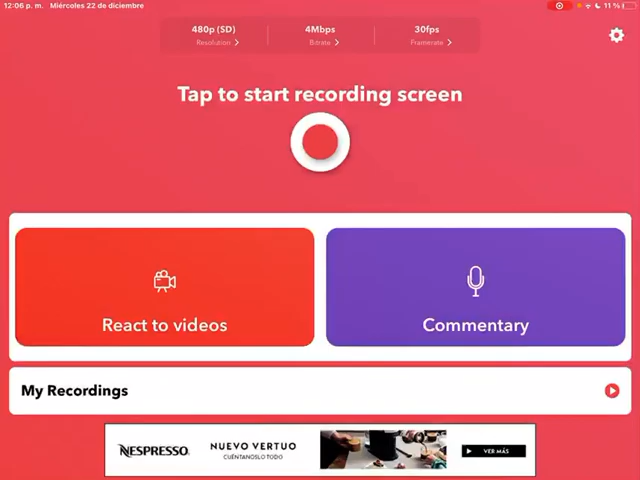 12:06 p. m. Miércoles 22 de diciembre
11 %
480p (SD)
4Mbps
30fps
Resolution
Bitrate
Framerate
Tap to start recording screen
React to videos
Commentary
My Recordings
NESPRESSO.
NUEVO VERTUO
CUÉNTANOSLO TODO
VER MÁS